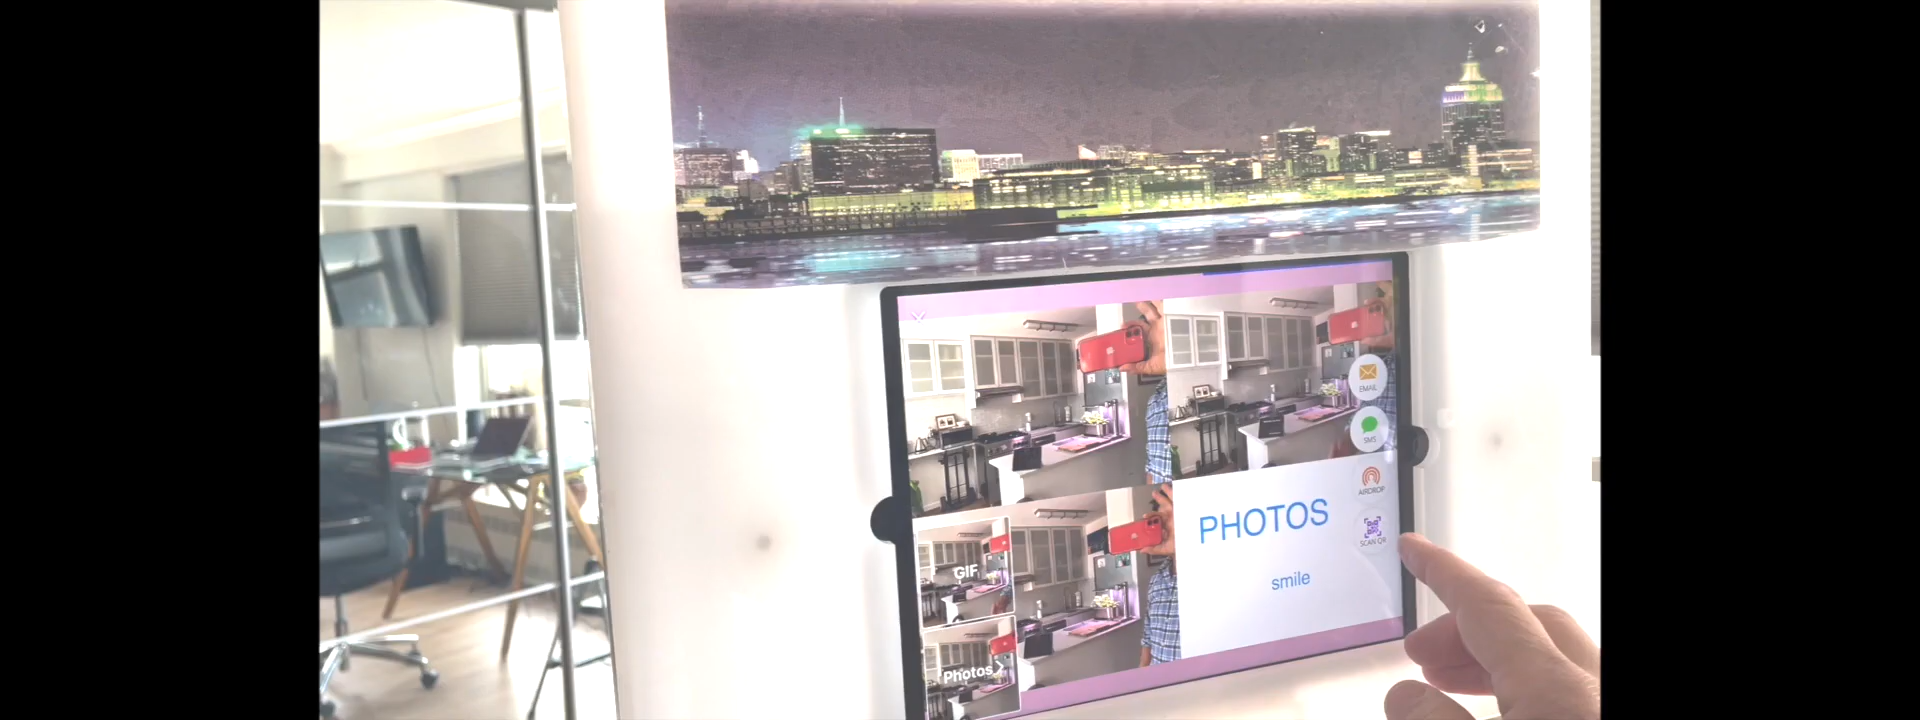 EMAIL
SMS
AIRDROP
SCAN QR
PHOTOS
smile
GIF
Photos